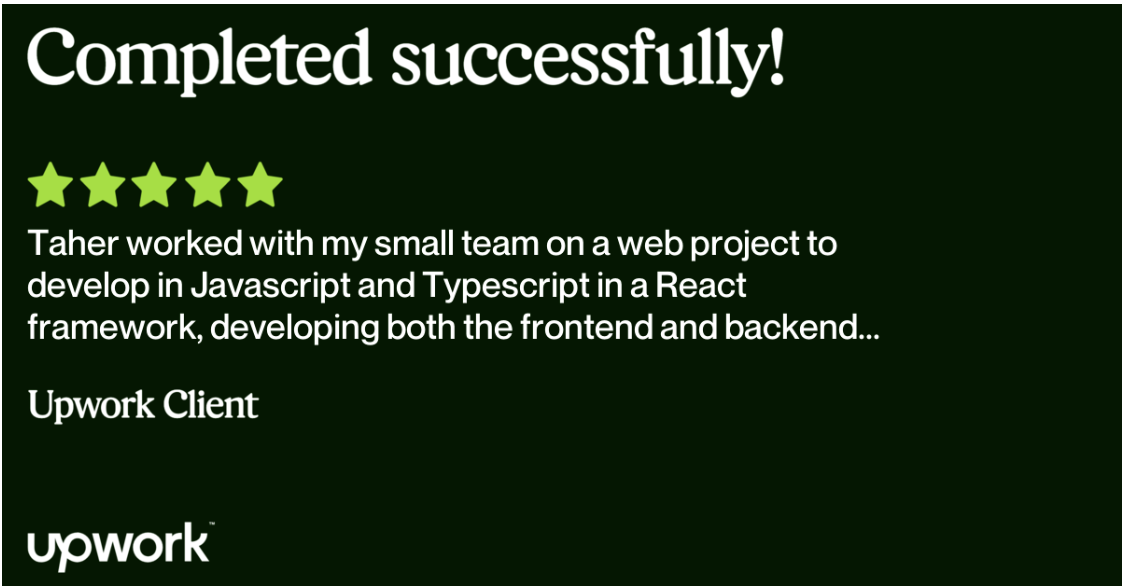 Completed successfully!
Taher worked with my small team on a web project to
develop in Javascript and Typescript in a React
framework, developing both the frontend and backend...
Upwork Client
upwork™